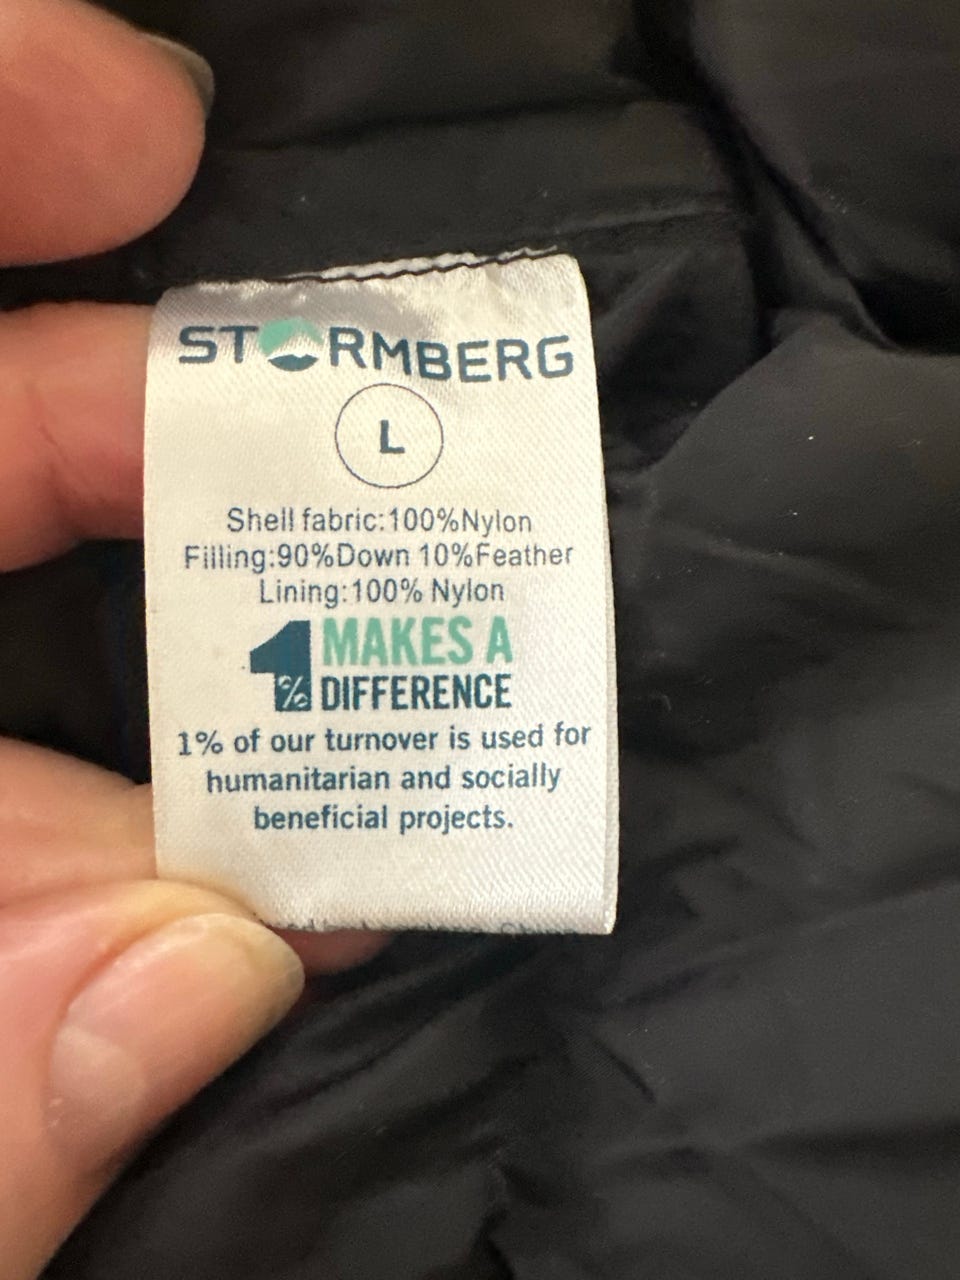 STORMBERG
L
Shell fabric:100%Nylon
Filling:90%Down 10%Feather
Lining:100% Nylon
1% MAKES A
DIFFERENCE
1% of our turnover is used for
humanitarian and socially
beneficial projects.